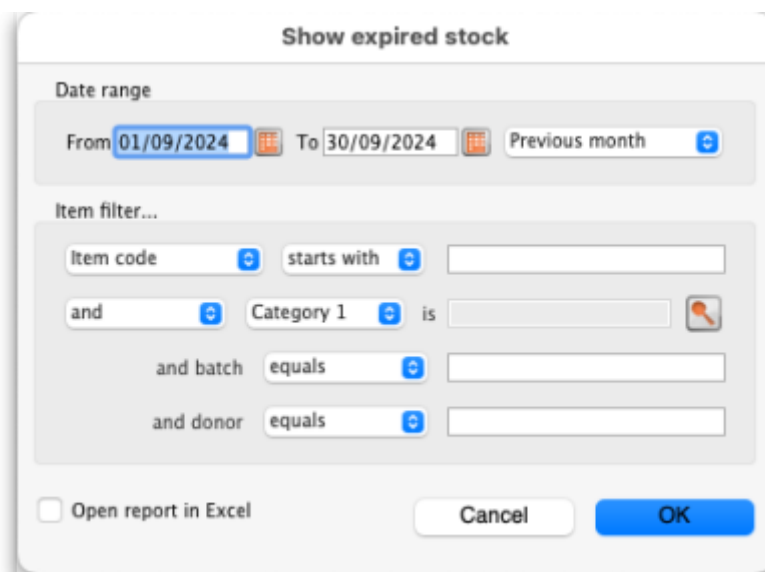 Show expired stock
Date range
From 01/09/2024 To 30/09/2024 Previous month
Item filter...
Item code starts with
and Category 1 is
and batch equals
and donor equals
Open report in Excel Cancel OK